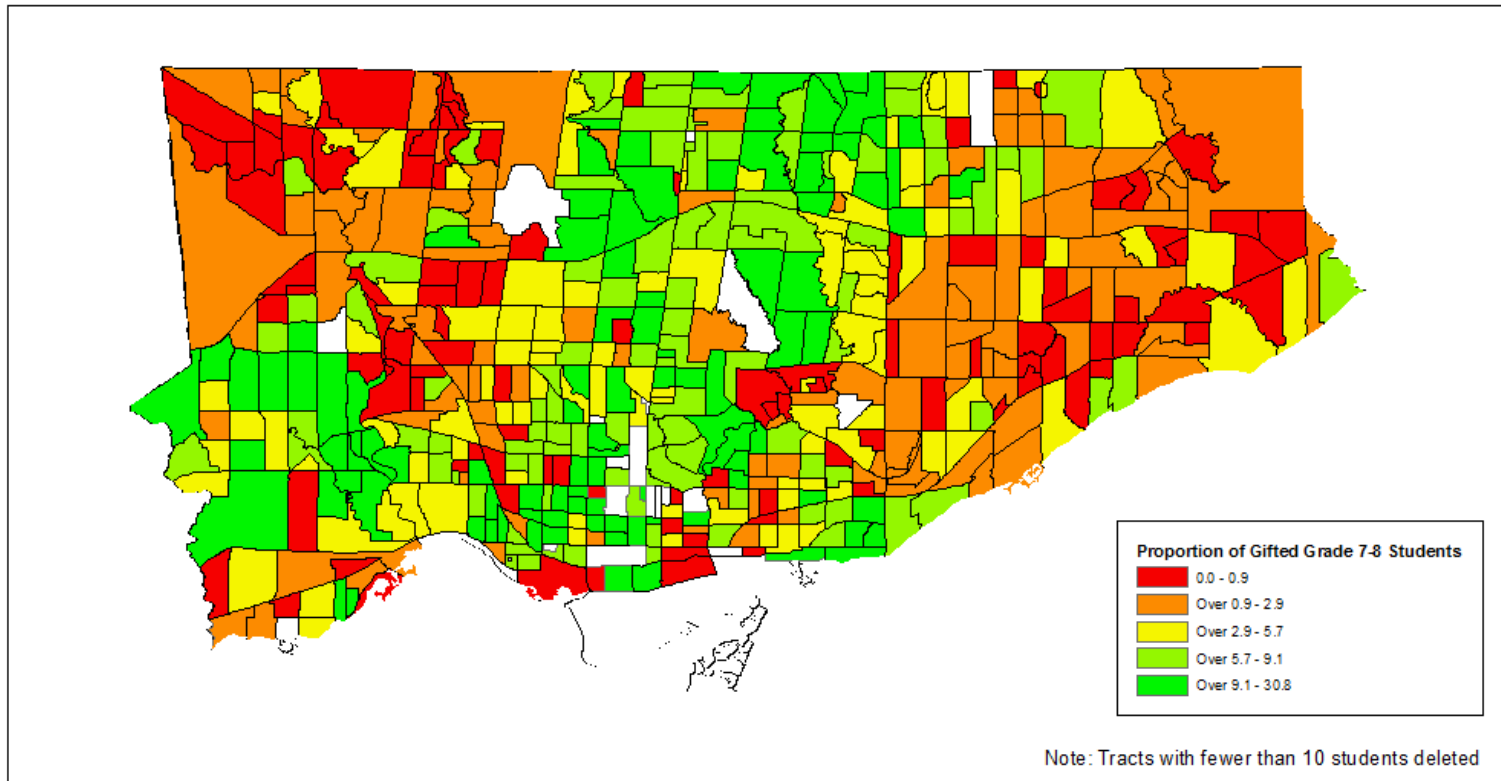 Proportion of Gifted Grade 7-8 Students
0.0 - 0.9
Over 0.9 - 2.9
Over 2.9 - 5.7
Over 5.7 - 9.1
Over 9.1 - 30.8
Note: Tracts with fewer than 10 students deleted